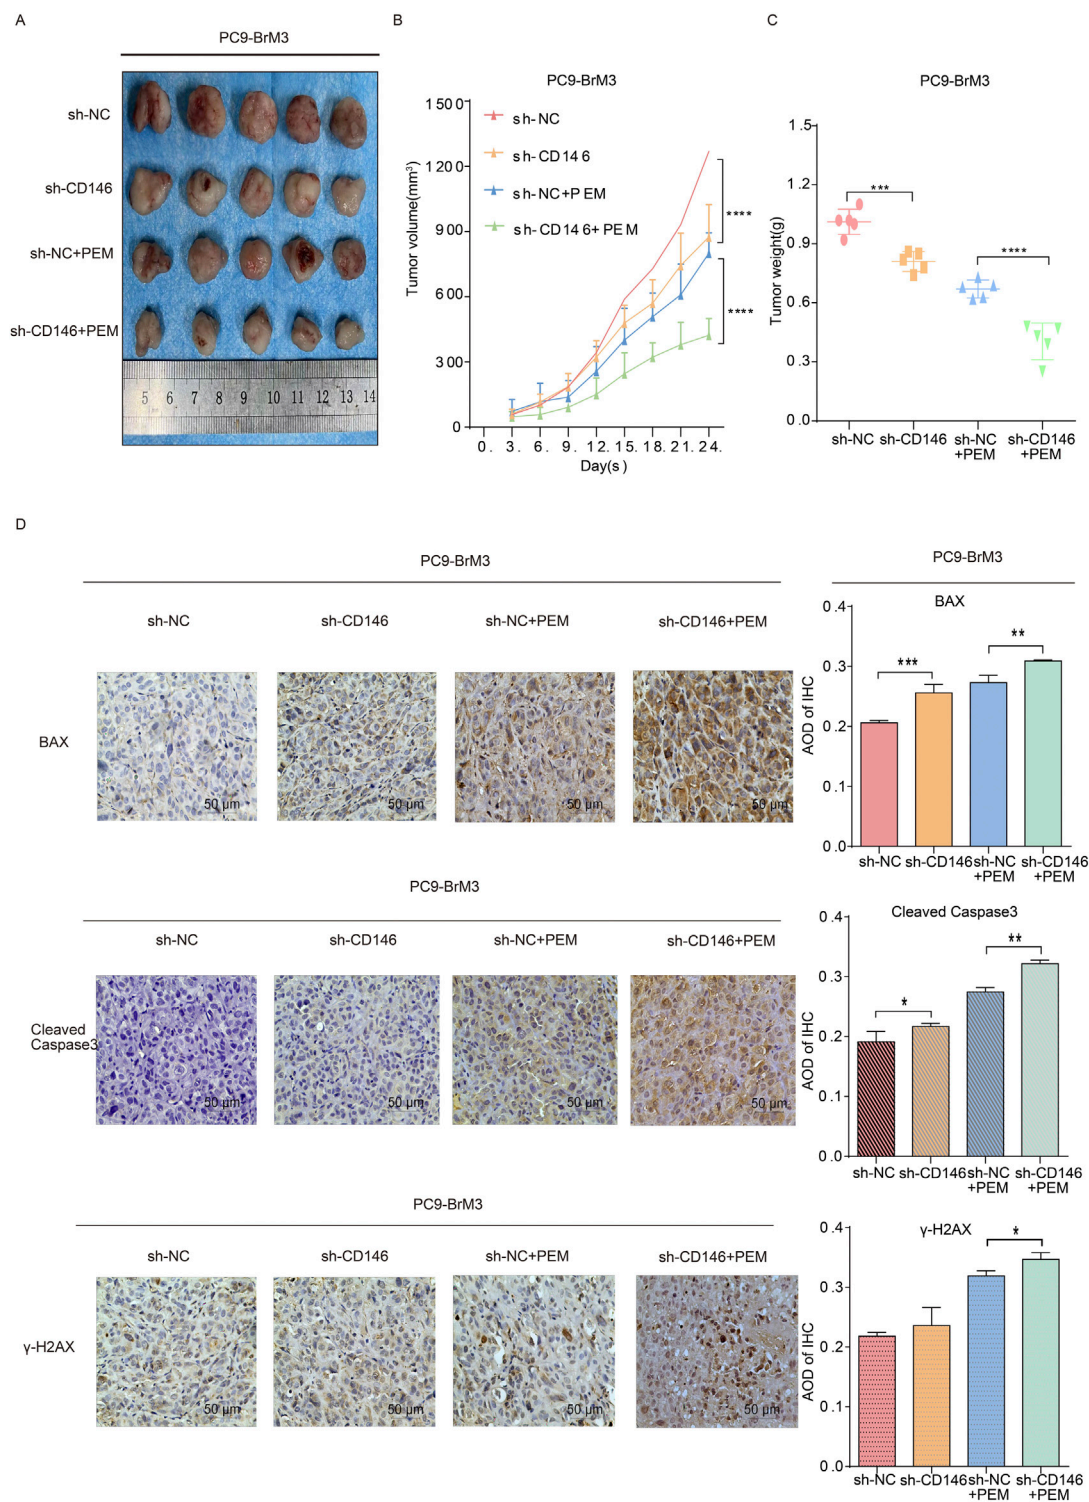 A
PC9-BrM3
sh-NC
sh-CD146
sh-NC+PEM
sh-CD146+PEM
5 6 7 8 9 10 11 12 13 14
B
PC9-BrM3
Tumor volume(mm³)
1500
1200
900
600
300
0
sh-NC
sh-CD146
sh-NC+PEM
sh-CD146+PEM
****
****
0. 3. 6. 9. 12. 15. 18. 21. 24.
Day(s)
C
PC9-BrM3
Tumor weight(g)
1.5
1.2
0.9
0.6
0.3
0.0
***
****
sh-NC sh-CD146 sh-NC +PEM sh-CD146 +PEM
D
PC9-BrM3
sh-NC sh-CD146 sh-NC+PEM sh-CD146+PEM
BAX
50 µm 50 µm 50 µm 50 µm
PC9-BrM3
BAX
AOD of IHC
0.4
0.3
0.2
0.1
0.0
***
**
sh-NC sh-CD146 sh-NC +PEM sh-CD146 +PEM
PC9-BrM3
sh-NC sh-CD146 sh-NC+PEM sh-CD146+PEM
Cleaved
Caspase3
50 µm 50 µm 50 µm 50 µm
Cleaved Caspase3
AOD of IHC
0.4
0.3
0.2
0.1
0.0
*
**
sh-NC sh-CD146 sh-NC +PEM sh-CD146 +PEM
PC9-BrM3
sh-NC sh-CD146 sh-NC+PEM sh-CD146+PEM
γ-H2AX
50 µm 50 µm 50 µm 50 µm
γ-H2AX
AOD of IHC
0.4
0.3
0.2
0.1
0.0
*
sh-NC sh-CD146 sh-NC +PEM sh-CD146 +PEM